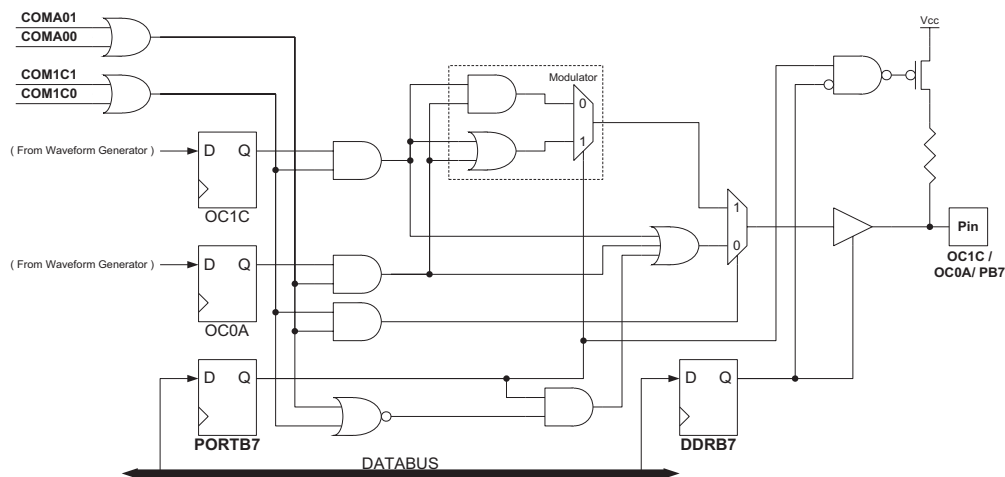 COMA01
COMA00
Vcc
COM1C1
COM1C0
Modulator
0
1
( From Waveform Generator )
D Q
OC1C
1
0
Pin
OC1C /
OC0A/ PB7
( From Waveform Generator )
D Q
OC0A
D Q
PORTB7
D Q
DDRB7
DATABUS